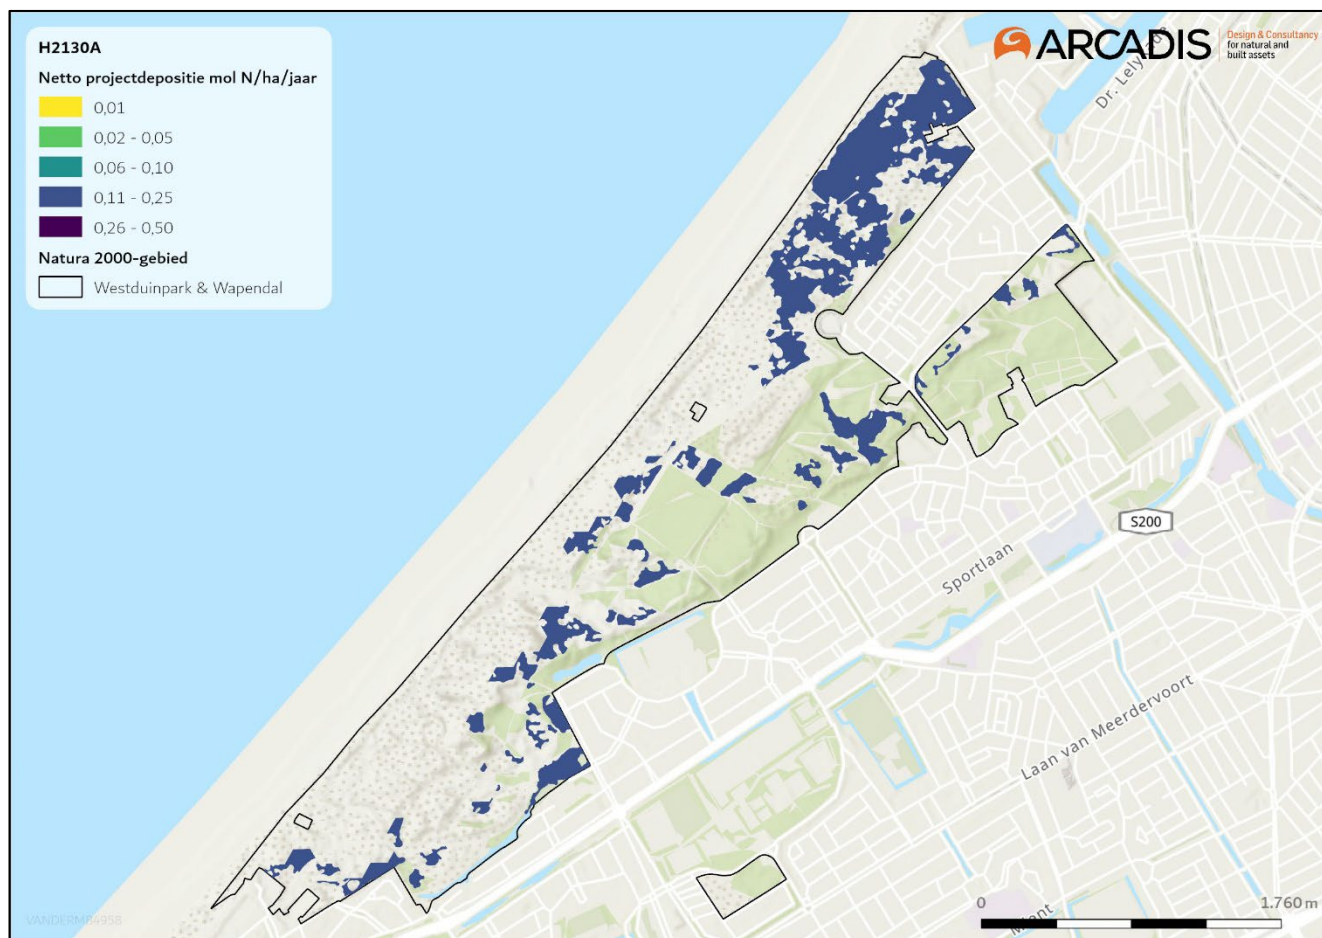 H2130A
Netto projectdepositie mol N/ha/jaar
0,01
0,02 - 0,05
0,06 - 0,10
0,11 - 0,25
0,26 - 0,50
Natura 2000-gebied
Westduinpark & Wapendal
ARCADIS
Design & Consultancy
for natural and
built assets
Dr. Lely
S200
Sportlaan
Laan van Meerdervoort
0
1.760 m